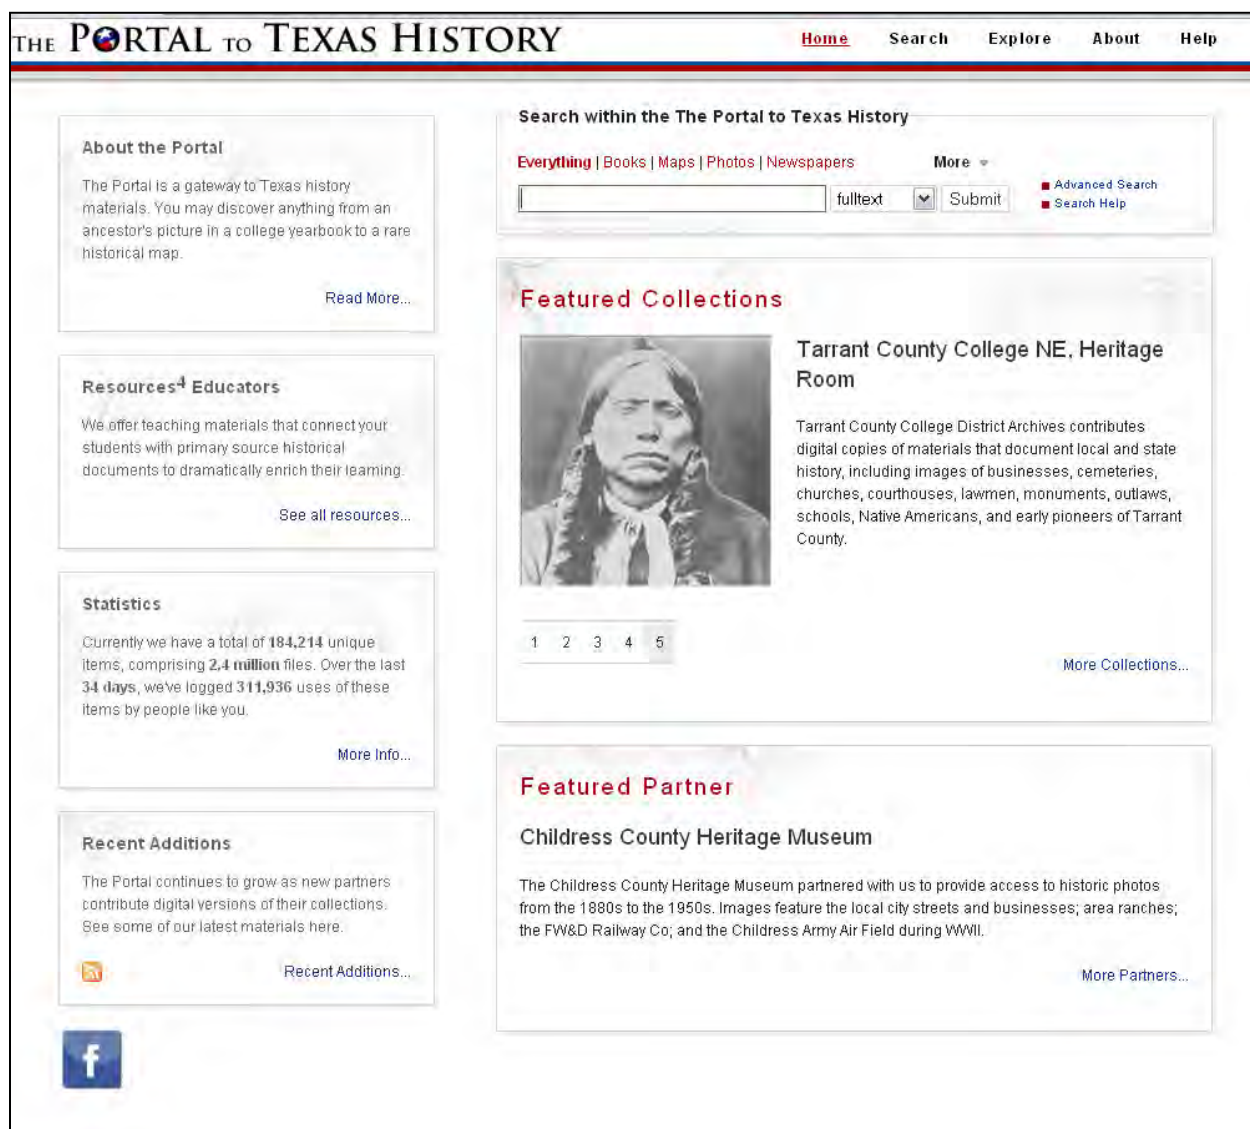 THE PORTAL TO TEXAS HISTORY
Home Search Explore About Help
About the Portal
The Portal is a gateway to Texas history
materials. You may discover anything from an
ancestor's picture in a college yearbook to a rare
historical map.
Read More...
Resources4 Educators
We offer teaching materials that connect your
students with primary source historical
documents to dramatically enrich their learning.
See all resources...
Statistics
Currently we have a total of 184,214 unique
items, comprising 2.4 million files. Over the last
34 days, we've logged 311,936 uses of these
items by people like you.
More Info...
Recent Additions
The Portal continues to grow as new partners
contribute digital versions of their collections.
See some of our latest materials here.
Recent Additions...
f
Search within the The Portal to Texas History
Everything | Books | Maps | Photos | Newspapers More
fulltext Submit
Advanced Search
Search Help
Featured Collections
Tarrant County College NE, Heritage
Room
Tarrant County College District Archives contributes
digital copies of materials that document local and state
history, including images of businesses, cemeteries,
churches, courthouses, lawmen, monuments, outlaws,
schools, Native Americans, and early pioneers of Tarrant
County.
1 2 3 4 5
More Collections...
Featured Partner
Childress County Heritage Museum
The Childress County Heritage Museum partnered with us to provide access to historic photos
from the 1880s to the 1950s. Images feature the local city streets and businesses; area ranches;
the FW&D Railway Co; and the Childress Army Air Field during WWII.
More Partners...